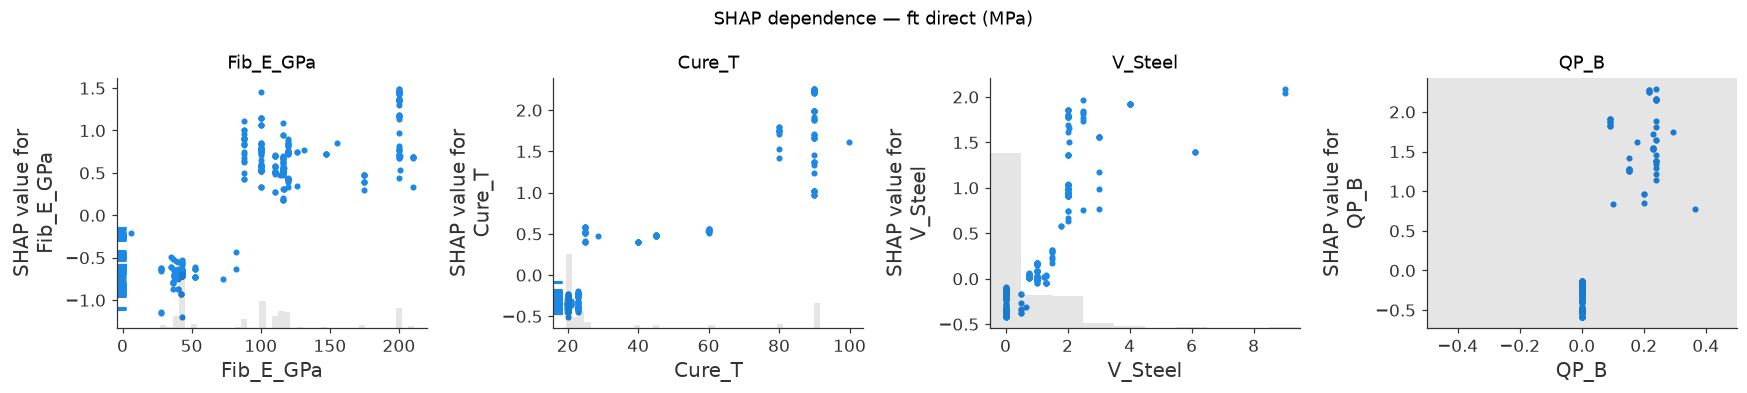 SHAP dependence — ft direct (MPa)
Fib_E_GPa
SHAP value for
Fib_E_GPa
1.5
1.0
0.5
0.0
−0.5
−1.0
0 50 100 150 200
Fib_E_GPa
Cure_T
SHAP value for
Cure_T
2.0
1.5
1.0
0.5
0.0
−0.5
20 40 60 80 100
Cure_T
V_Steel
SHAP value for
V_Steel
2.0
1.5
1.0
0.5
0.0
−0.5
0 2 4 6 8
V_Steel
QP_B
SHAP value for
QP_B
2.0
1.5
1.0
0.5
0.0
−0.5
−0.4 −0.2 0.0 0.2 0.4
QP_B